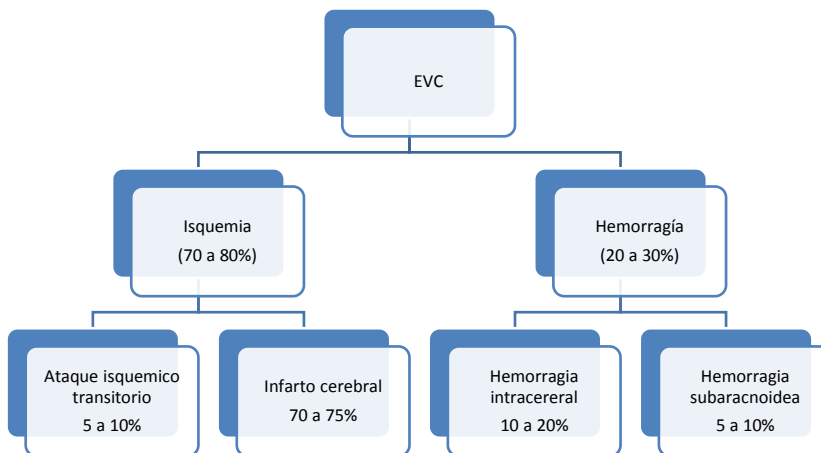 EVC
Isquemia
(70 a 80%)
Hemorragía
(20 a 30%)
Ataque isquemico
transitorio
5 a 10%
Infarto cerebral
70 a 75%
Hemorragia
intracereral
10 a 20%
Hemorragia
subaracnoidea
5 a 10%